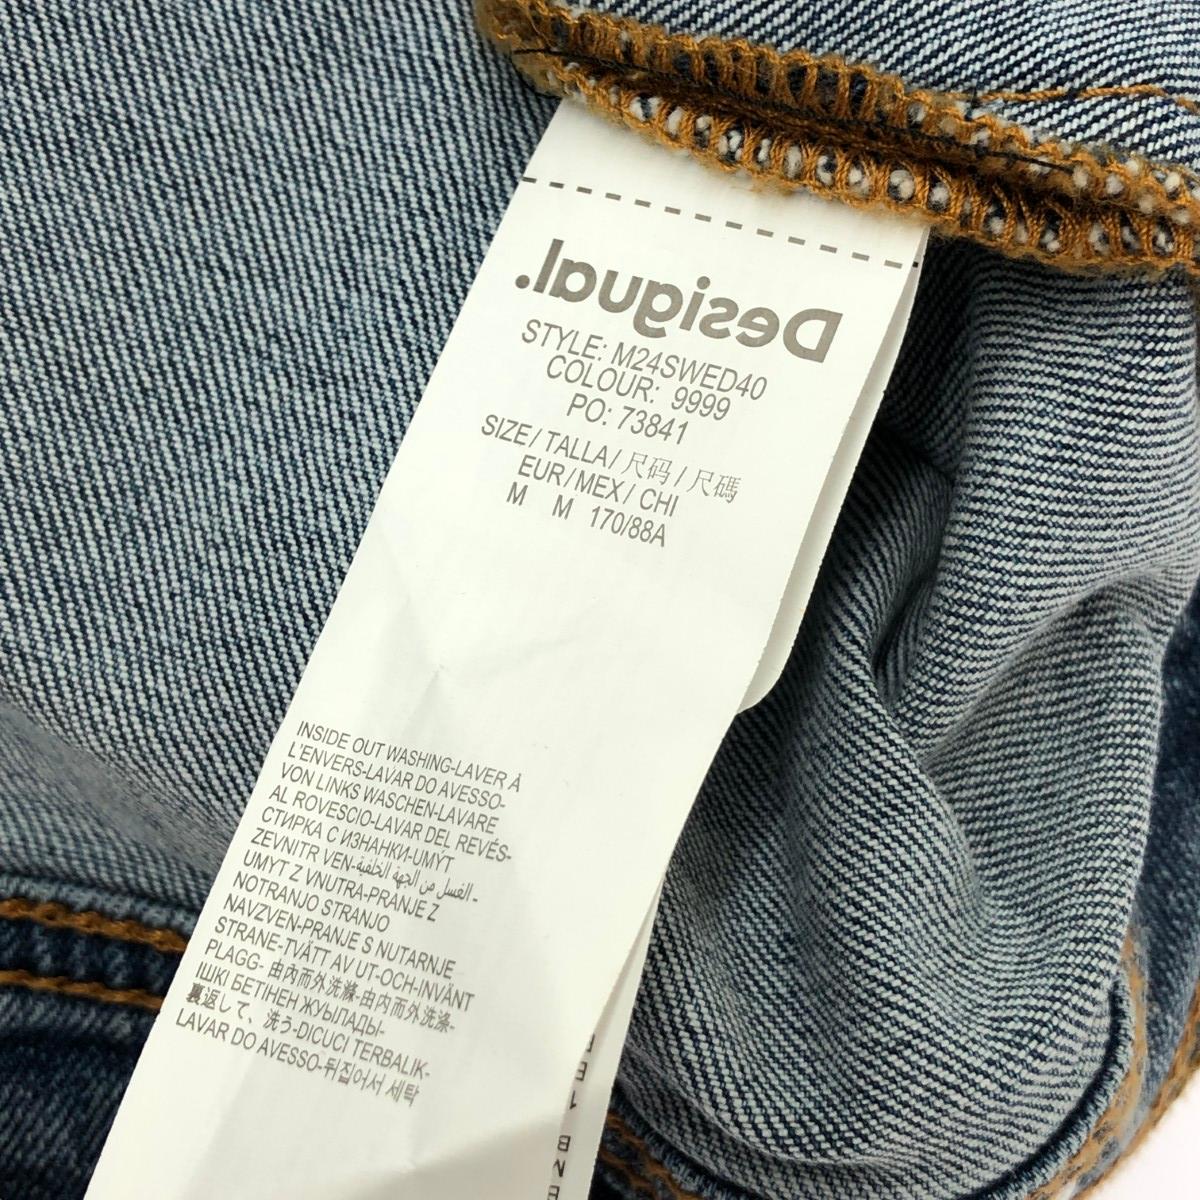 Desigual.
STYLE: M24SWED40
COLOUR: 9999
PO: 73841
SIZE/TALLA/尺码/尺碼
EUR/MEX/CHI
M M 170/88A
INSIDE OUT WASHING-LAVER À
L'ENVERS-LAVAR DO AVESSO-
VON LINKS WASCHEN-LAVARE
AL ROVESCIO-LAVAR DEL REVÉS-
СТИРКА С ИЗНАНКИ-UMÝT
ZEVNITR VEN-الغسل من الجهة الخلفية-
UMYT Z VNUTRA-PRANJE Z
NOTRANJO STRANJO
NAVZVEN-PRANJE S NUTARNJE
STRANE-TVÄTT AV UT-OCH-INVÄNT
PLAGG- 由內而外洗滌-由内而外洗涤-
ІШКІ БЕТІНЕН ЖУЫЛАДЫ-
裏返して、洗う-DICUCI TERBALIK-
LAVAR DO AVESSO-뒤집어서 세탁